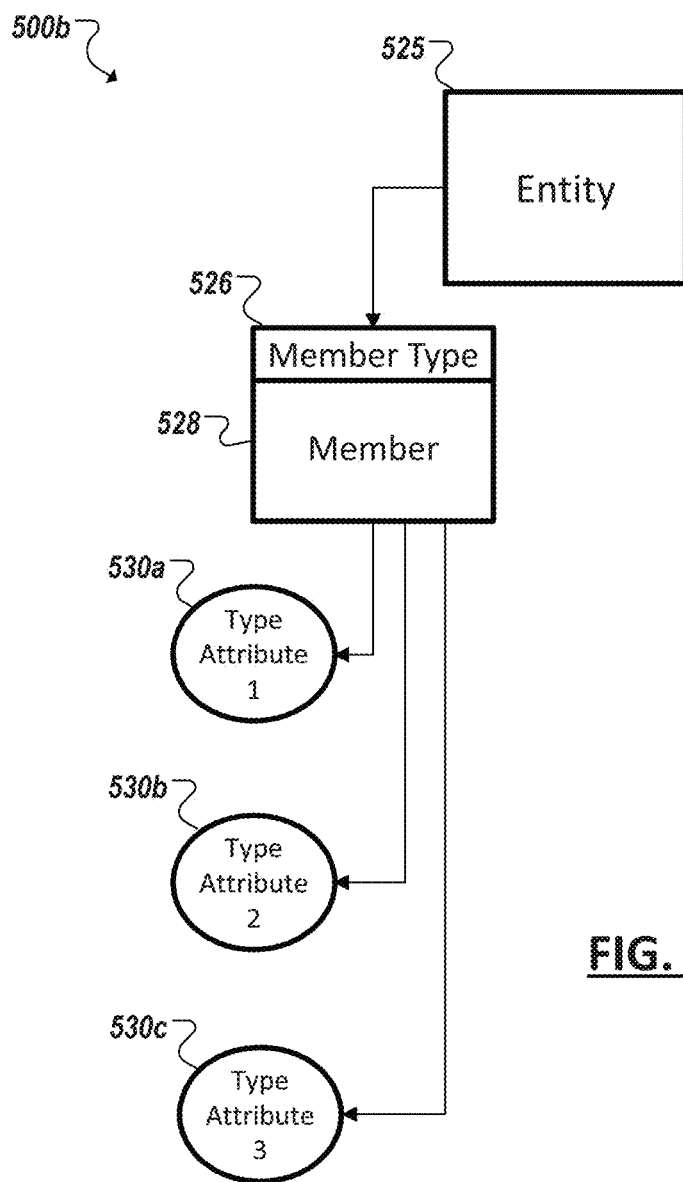 500b
525
Entity
526
Member Type
528
Member
530a
Type
Attribute
1
530b
Type
Attribute
2
FIG.
530c
Type
Attribute
3